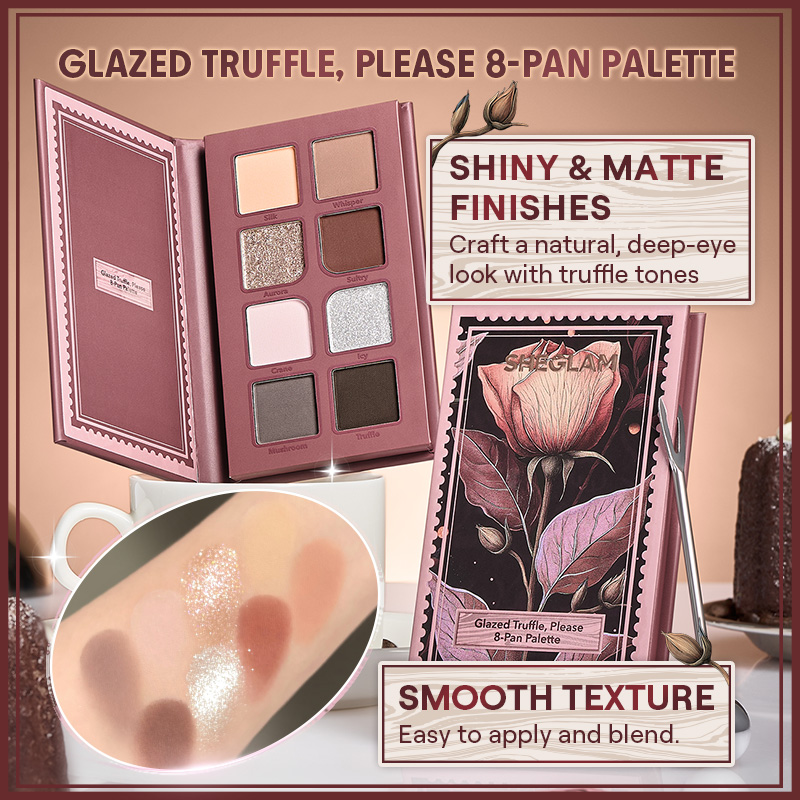 GLAZED TRUFFLE, PLEASE 8-PAN PALETTE
Silk
Whisper
Aurora
Sultry
Crane
Icy
Mushroom
Truffle
Glazed Truffle, Please
8-Pan Palette
SHINY & MATTE
FINISHES
Craft a natural, deep-eye
look with truffle tones
SHEGLAM
Glazed Truffle, Please
8-Pan Palette
SMOOTH TEXTURE
Easy to apply and blend.